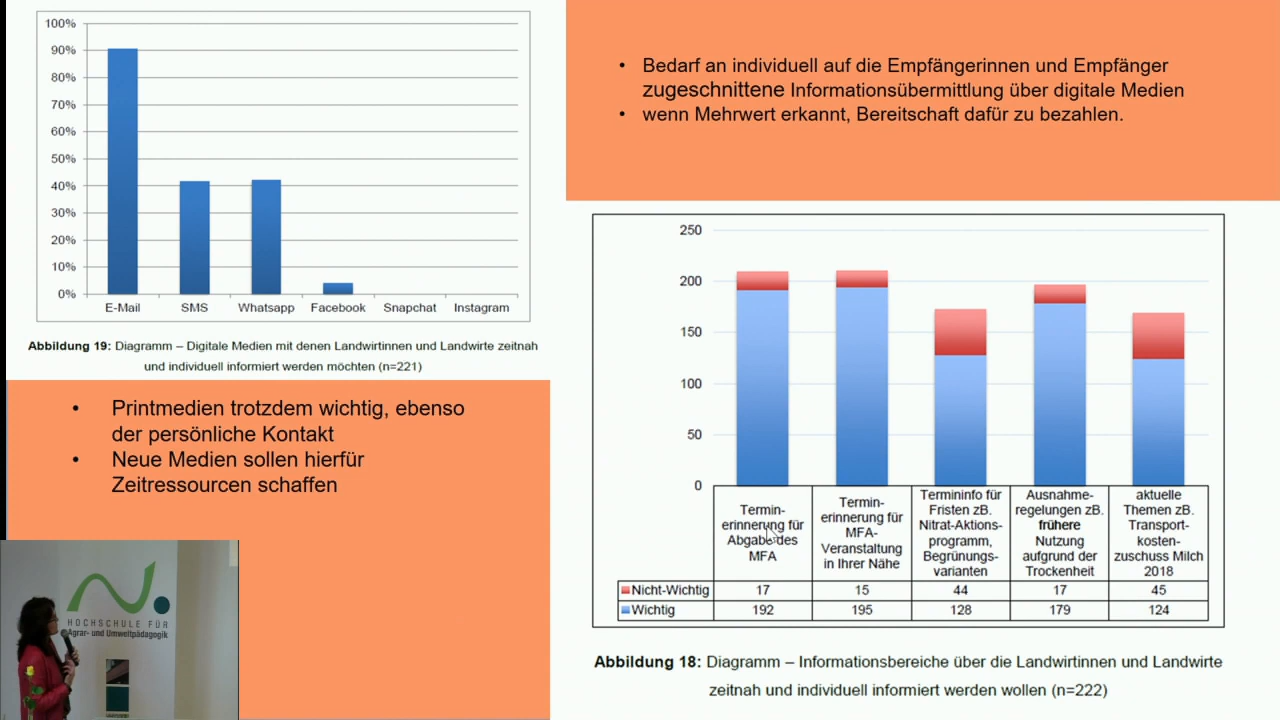 100%
90%
80%
70%
60%
50%
40%
30%
20%
10%
0%
E-Mail SMS Whatsapp Facebook Snapchat Instagram
Abbildung 19: Diagramm – Digitale Medien mit denen Landwirtinnen und Landwirte zeitnah
und individuell informiert werden möchten (n=221)
• Printmedien trotzdem wichtig, ebenso
der persönliche Kontakt
• Neue Medien sollen hierfür
Zeitressourcen schaffen
HOCHSCHULE FÜR
Agrar- und Umweltpädagogik
• Bedarf an individuell auf die Empfängerinnen und Empfänger
zugeschnittene Informationsübermittlung über digitale Medien
• wenn Mehrwert erkannt, Bereitschaft dafür zu bezahlen.
250
200
150
100
50
0
Termin-
erinnerung für
Abgabe des
MFA
Termin-
erinnerung für
MFA-
Veranstaltung
in Ihrer Nähe
Termininfo für
Fristen zB.
Nitrat-Aktions-
programm,
Begrünungs-
varianten
Ausnahme-
regelungen zB.
frühere
Nutzung
aufgrund der
Trockenheit
aktuelle
Themen zB.
Transport-
kosten-
zuschuss Milch
2018
Nicht-Wichtig 17 15 44 17 45
Wichtig 192 195 128 179 124
Abbildung 18: Diagramm – Informationsbereiche über die Landwirtinnen und Landwirte
zeitnah und individuell informiert werden wollen (n=222)